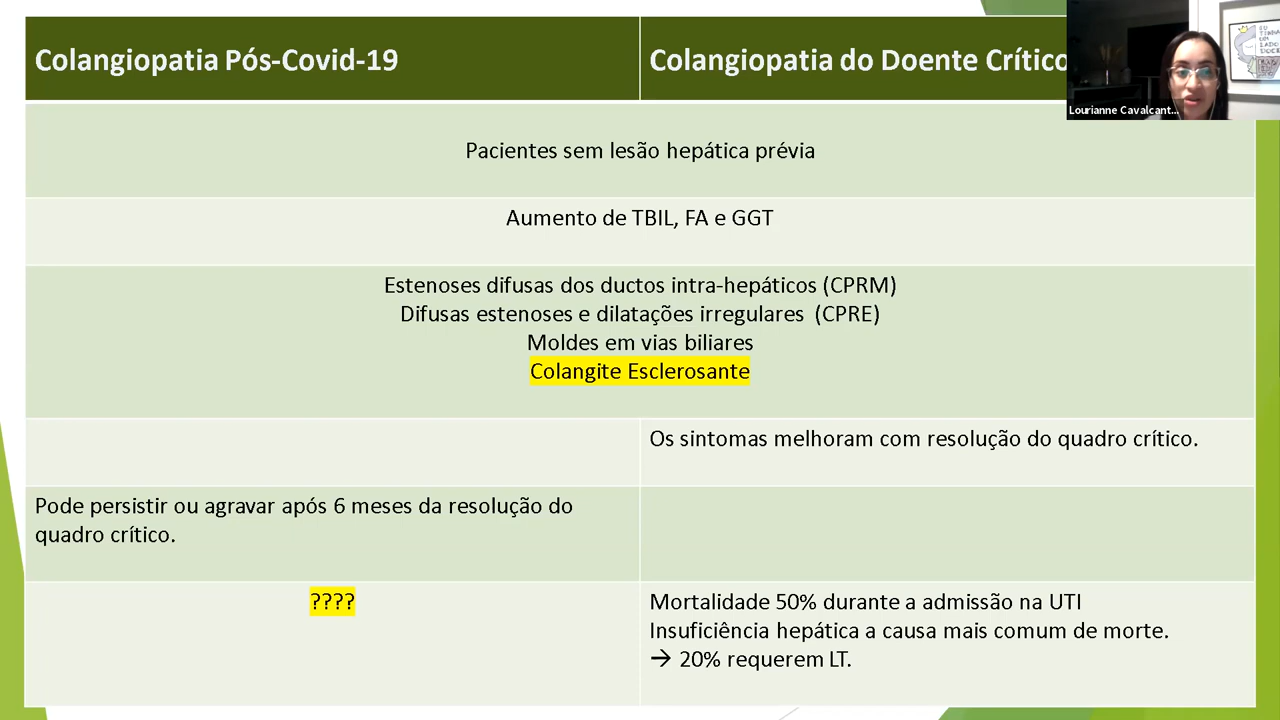 Colangiopatia Pós-Covid-19
Colangiopatia do Doente Crítico
Lourianne Cavalcant...
Pacientes sem lesão hepática prévia
Aumento de TBIL, FA e GGT
Estenoses difusas dos ductos intra-hepáticos (CPRM)
Difusas estenoses e dilatações irregulares (CPRE)
Moldes em vias biliares
Colangite Esclerosante
Os sintomas melhoram com resolução do quadro crítico.
Pode persistir ou agravar após 6 meses da resolução do
quadro crítico.
????
Mortalidade 50% durante a admissão na UTI
Insuficiência hepática a causa mais comum de morte.
→ 20% requerem LT.